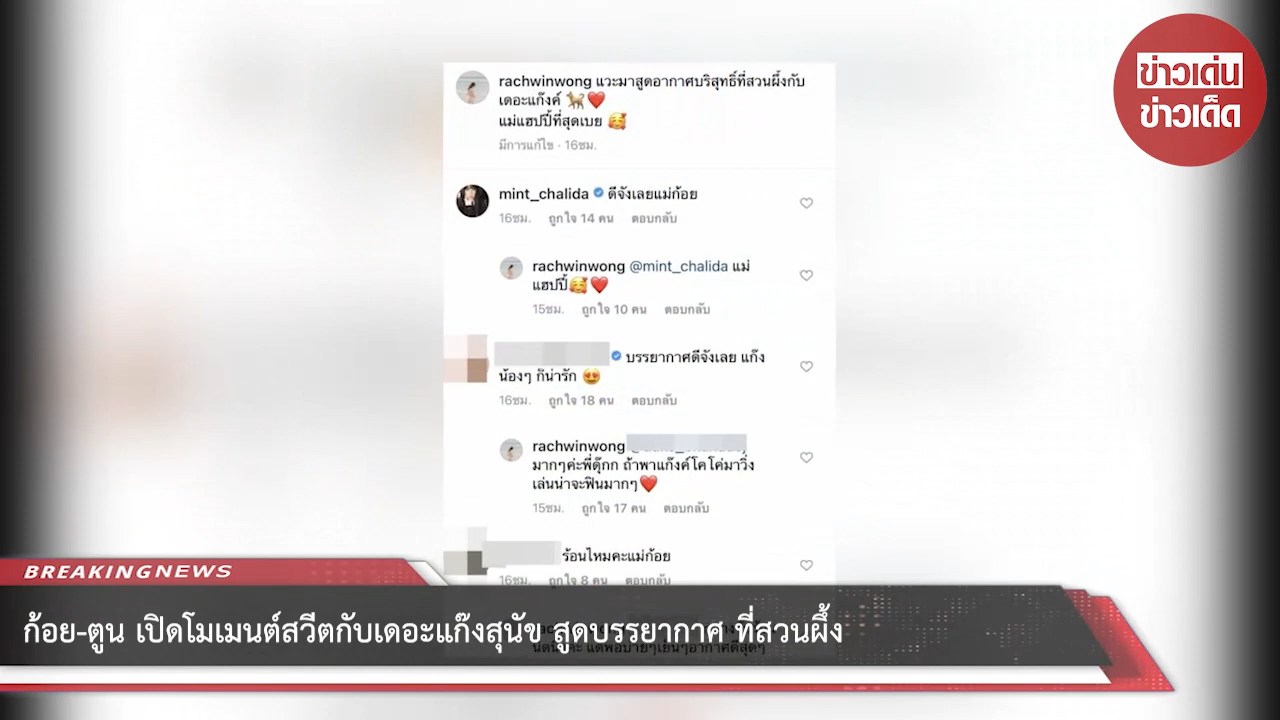 ข่าวเด่น
ข่าวเด็ด
rachwinwong แวะมาสูดอากาศบริสุทธิ์ที่สวนผึ้งกับ
เดอะแก๊งค์ 🐕❤️
แม่แฮปปี้ที่สุดเบย 🥰
มีการแก้ไข · 16ชม.
mint_chalida ดีจังเลยแม่ก้อย
16ชม. ถูกใจ 14 คน ตอบกลับ
rachwinwong @mint_chalida แม่
แฮปปี้🥰❤️
15ชม. ถูกใจ 10 คน ตอบกลับ
บรรยากาศดีจังเลย แก๊ง
น้องๆ ก็น่ารัก 😍
16ชม. ถูกใจ 18 คน ตอบกลับ
rachwinwong
มากๆค่ะพี่ดุ๊กก ถ้าพาแก๊งค์โคโค่มาวิ่ง
เล่นน่าจะฟินมากๆ❤️
15ชม. ถูกใจ 17 คน ตอบกลับ
ร้อนไหมคะแม่ก้อย
16ชม. ถูกใจ 8 คน ตอบกลับ
BREAKING NEWS
ก้อย-ตูน เปิดโมเมนต์สวีตกับเดอะแก๊งสุนัข สูดบรรยากาศ ที่สวนผึ้ง